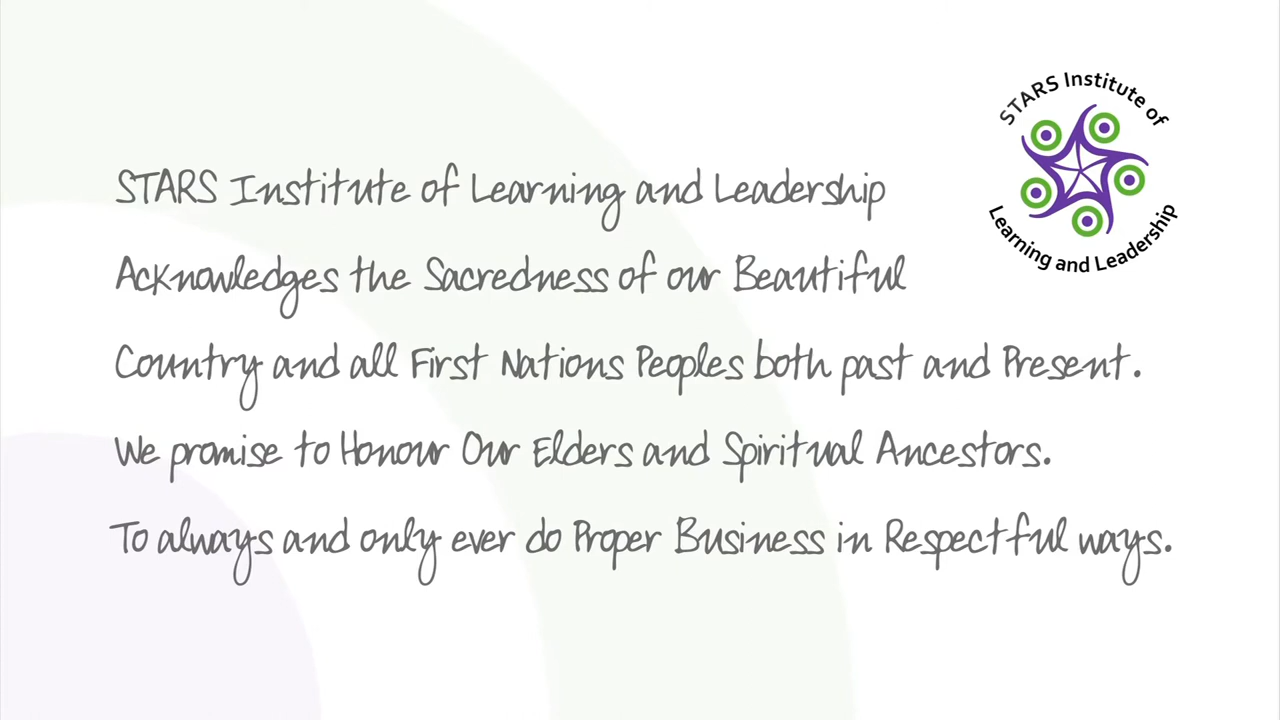 STARS Institute of
Learning and Leadership
STARS Institute of Learning and Leadership
Acknowledges the Sacredness of our Beautiful
Country and all First Nations Peoples both past and Present.
We promise to Honour Our Elders and Spiritual Ancestors.
To always and only ever do Proper Business in Respectful ways.